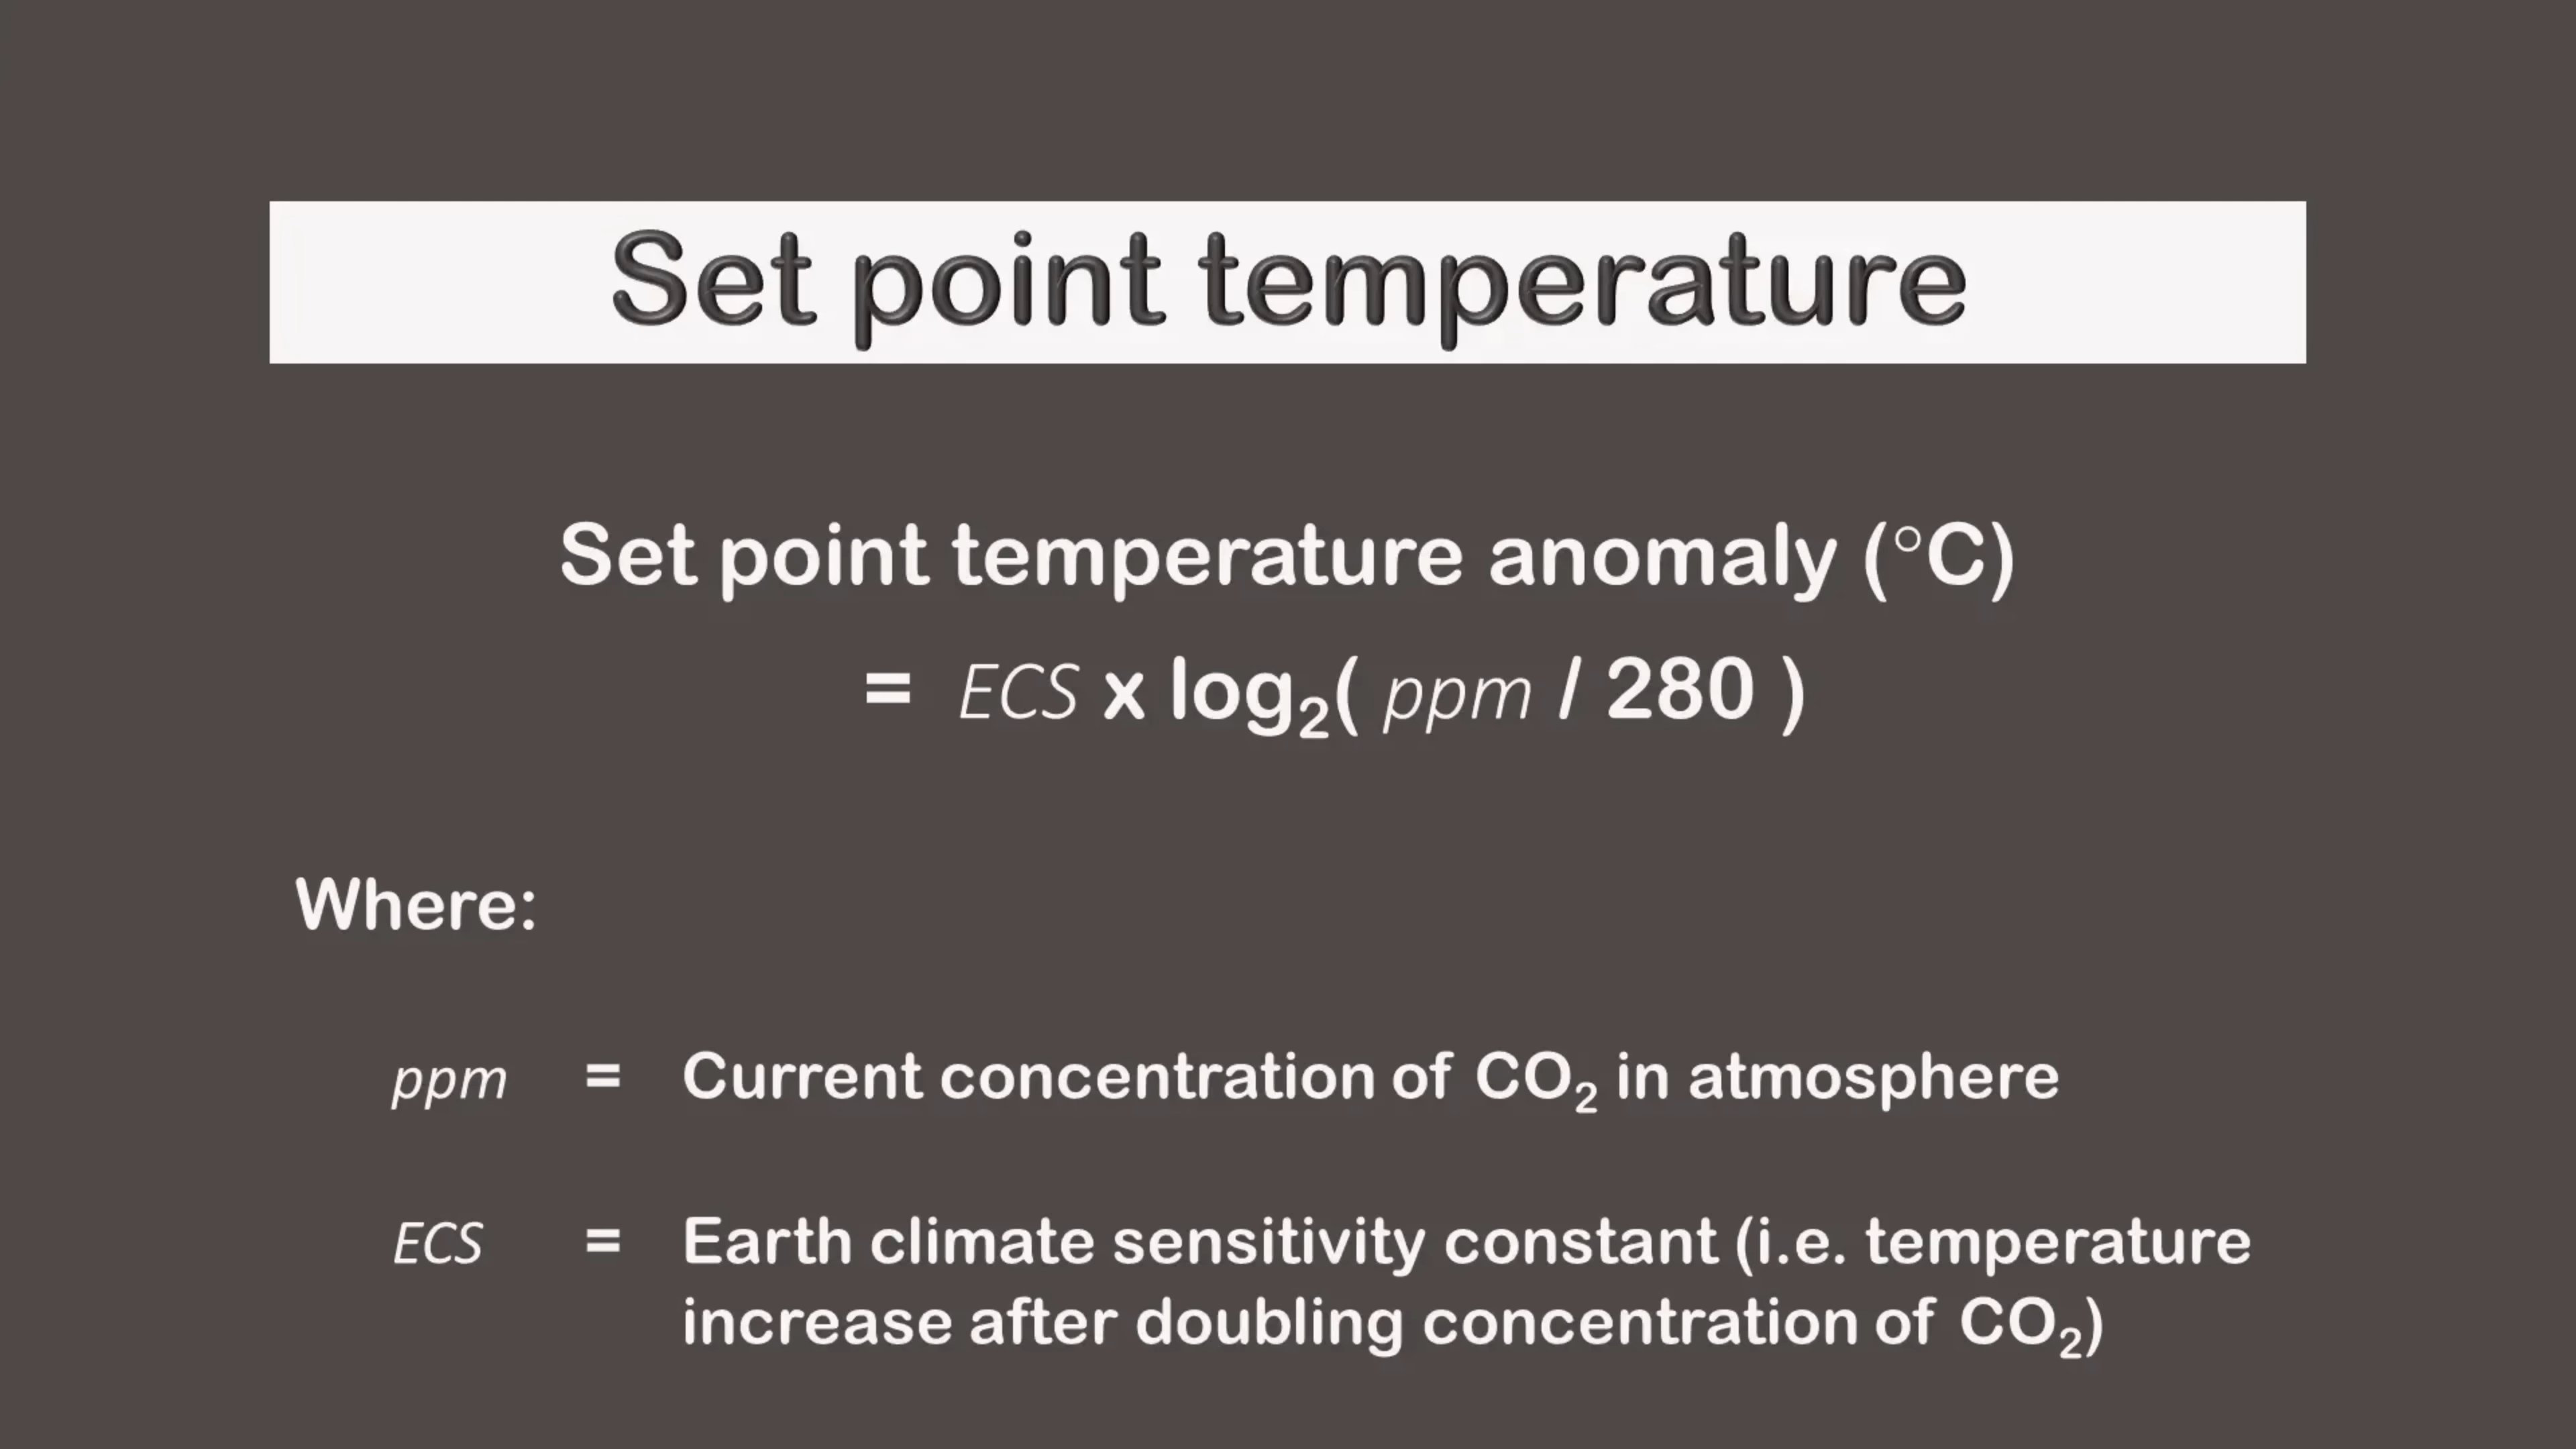 Set point temperature
Set point temperature anomaly (°C)
= ECS x log₂( ppm / 280 )
Where:
ppm = Current concentration of CO₂ in atmosphere
ECS = Earth climate sensitivity constant (i.e. temperature
increase after doubling concentration of CO₂)